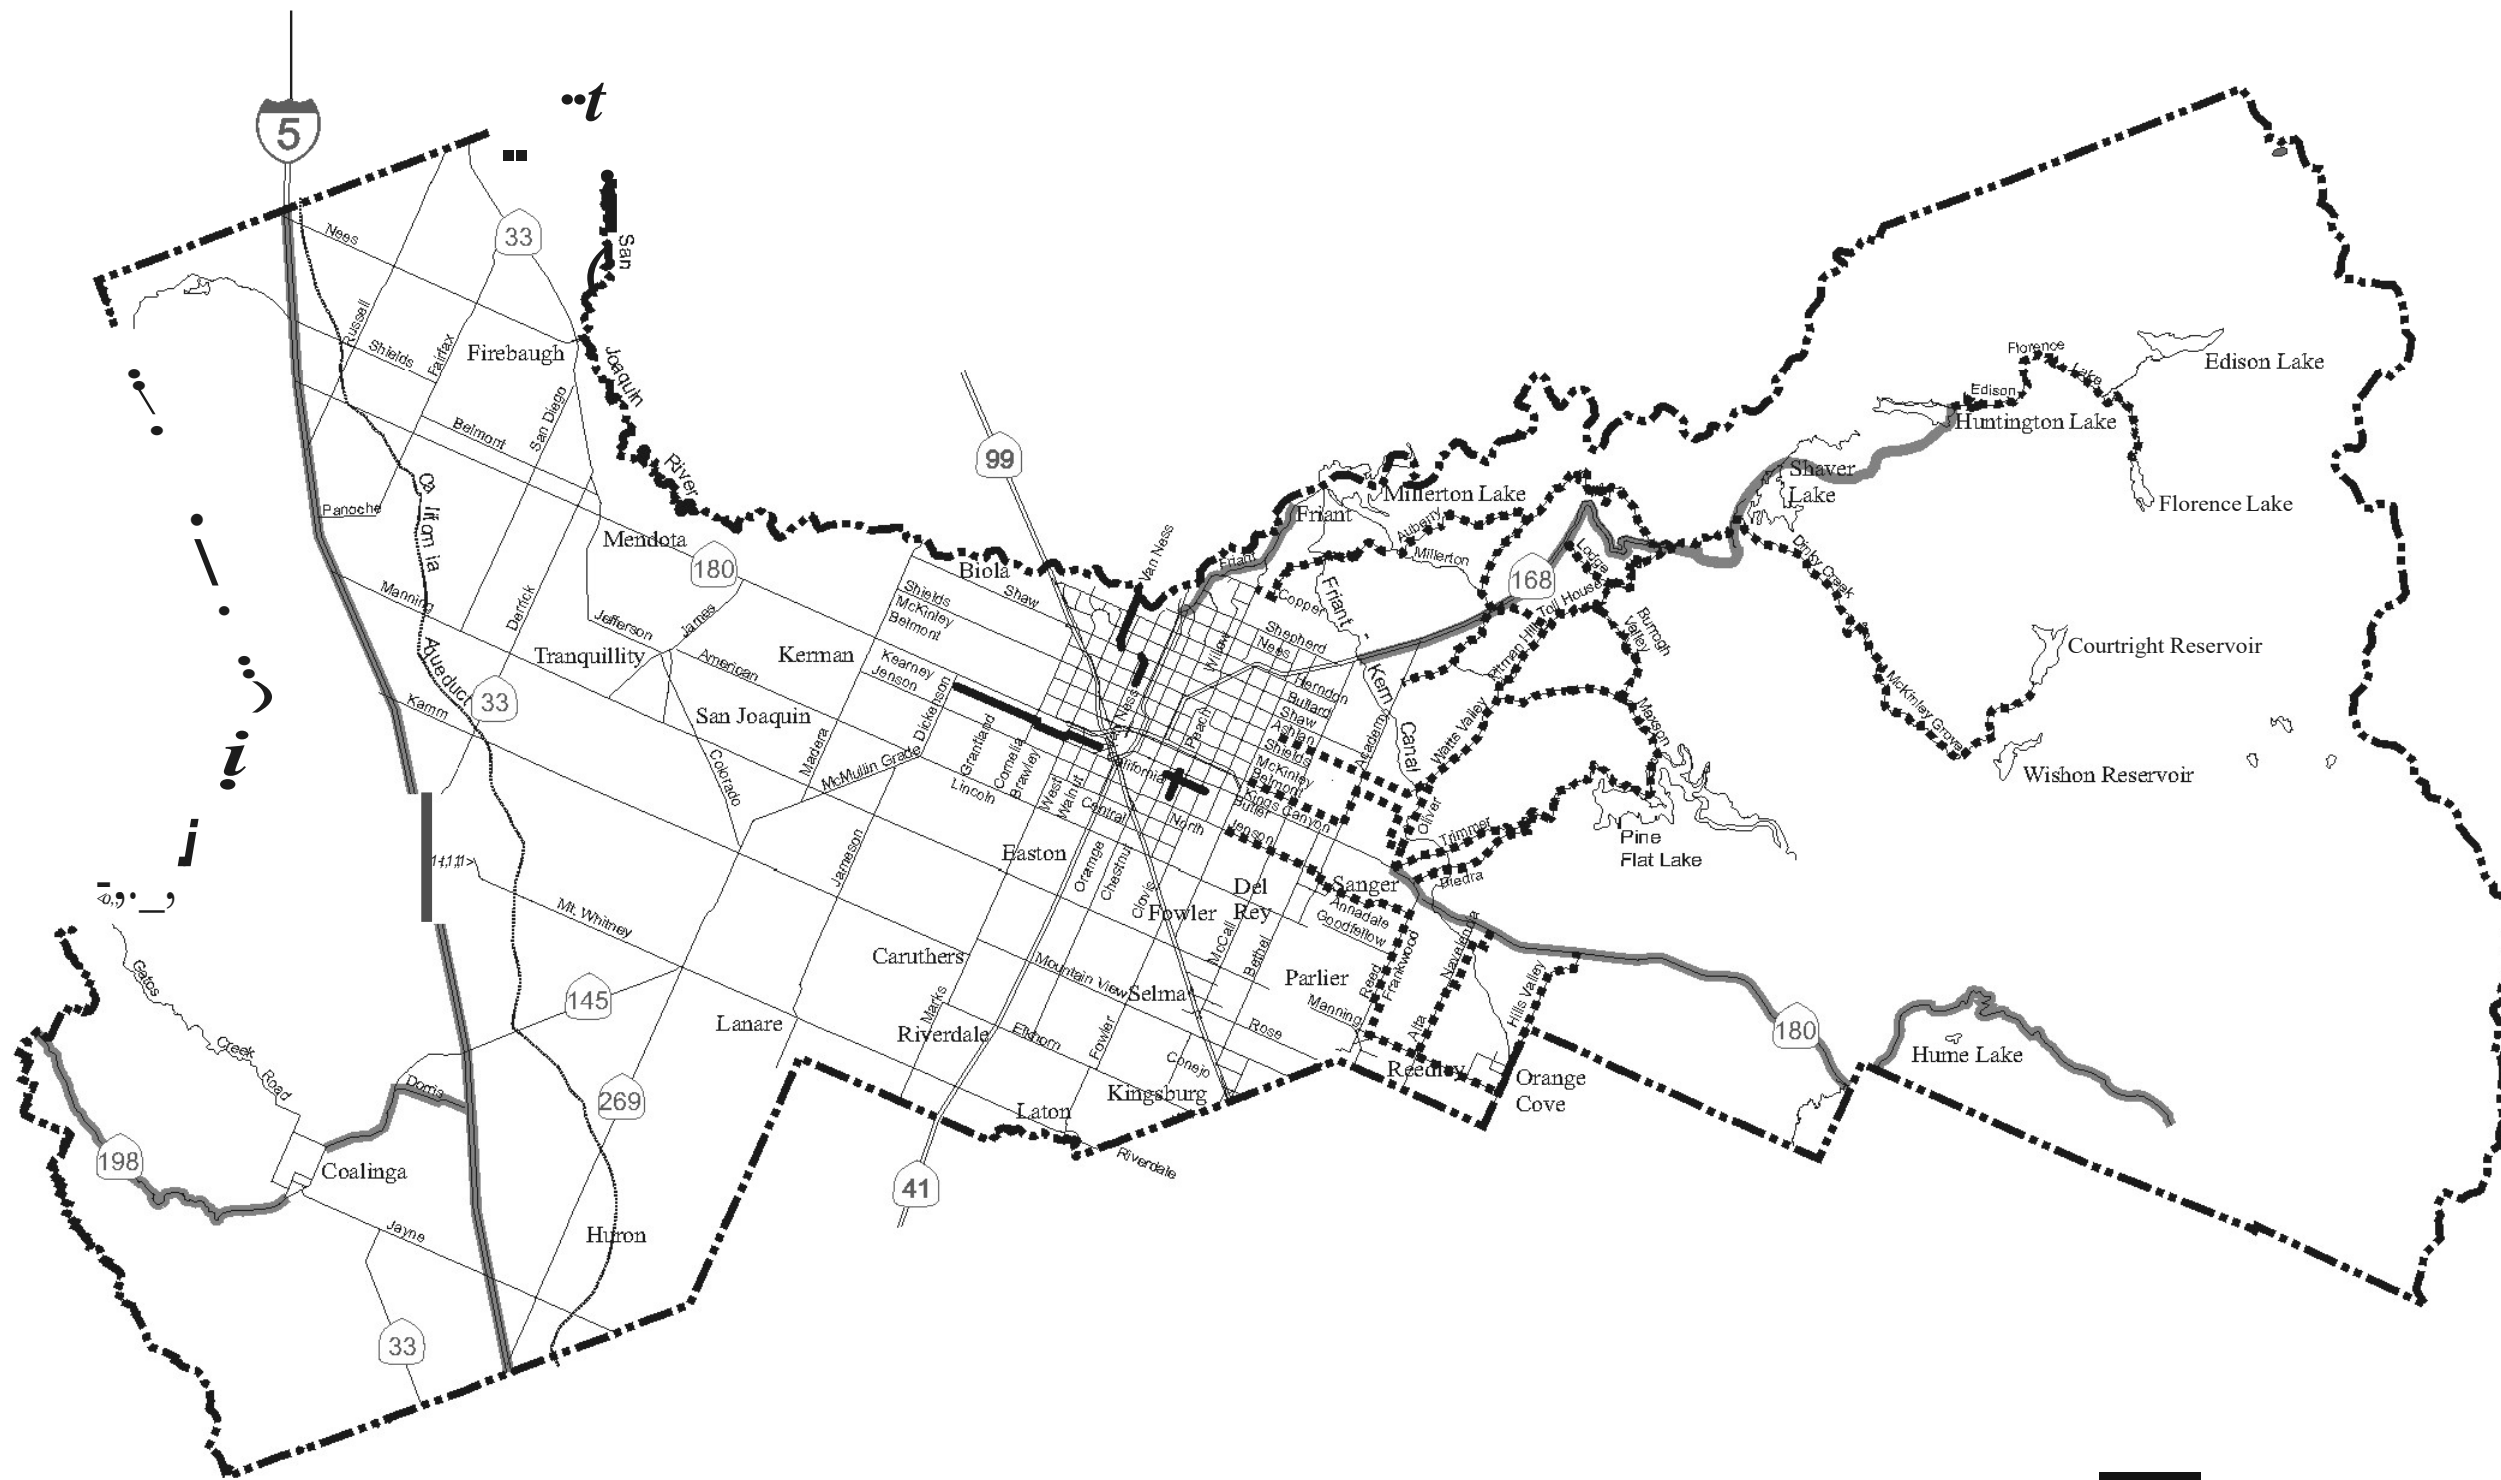 5
33
Nees
San
Russell
Shields
Fairfax
Firebaugh
Joaquin
San Diego
Belmont
River
Panoche
Mendota
180
99
Manning
Derrick
Jefferson
James
Tranquillity
American
33
Aqueduct
Kamm
San Joaquin
Colorado
Kerman
Biola
Shaw
Shields
McKinley
Belmont
Kearney
Jenson
Dickenson
Madera
McMullin Grade
Grantland
Cornelia
Brawley
Lincoln
West
Walnut
Central
California
North
Van Ness
Friant
Friant
Millerton Lake
Auberry
Millerton
Friant
Kern
Canal
Copper
Shepherd
Nees
Willow
Herndon
Bullard
Shaw
Ashlan
Shields
McKinley
Belmont
Kings Canyon
Butler
Jenson
Peach
Academy
168
Lodge
Toll House
Pitman Hill
Burrogh
Valley
Watts Valley
Maxson
Oliver
Trimmer
Piedra
Pine
Flat Lake
Shaver
Lake
Huntington Lake
Edison
Florence
Lake
Edison Lake
Florence Lake
Dinkey Creek
McKinley Grove
Courtright Reservoir
Wishon Reservoir
Mt. Whitney
Jameson
Easton
Orange
Chestnut
Clovis
Fowler
Del
Rey
Sanger
Annadale
Goodfellow
McCall
Bethel
Frankwood
Reed
Navelencia
Hills Valley
Alta
Parlier
Manning
Caruthers
Mountain View
Selma
Marks
Riverdale
Elkhorn
Fowler
Conejo
Rose
Lanare
Kingsburg
Laton
Riverdale
Reedley
Orange
Cove
180
Hume Lake
Gatos
Creek
Road
145
269
Dorris
198
Coalinga
Jayne
Huron
33
41